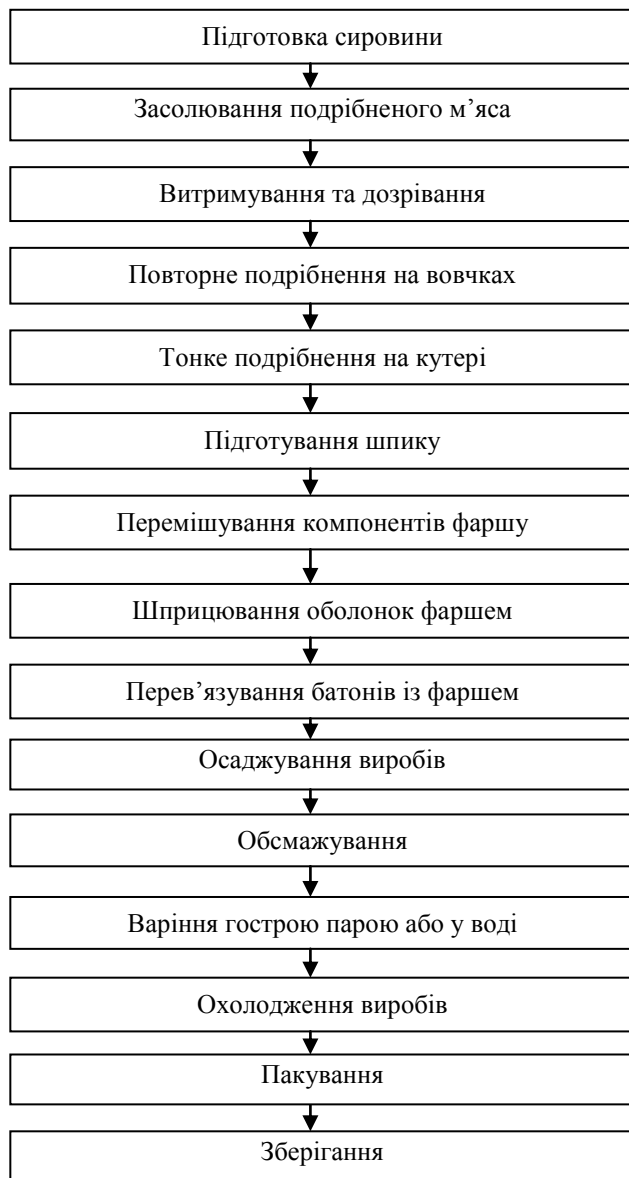 Підготовка сировини
Засолювання подрібненого м’яса
Витримування та дозрівання
Повторне подрібнення на вовчках
Тонке подрібнення на кутері
Підготування шпику
Перемішування компонентів фаршу
Шприцювання оболонок фаршем
Перев’язування батонів із фаршем
Осаджування виробів
Обсмажування
Варіння гострою парою або у воді
Охолодження виробів
Пакування
Зберігання